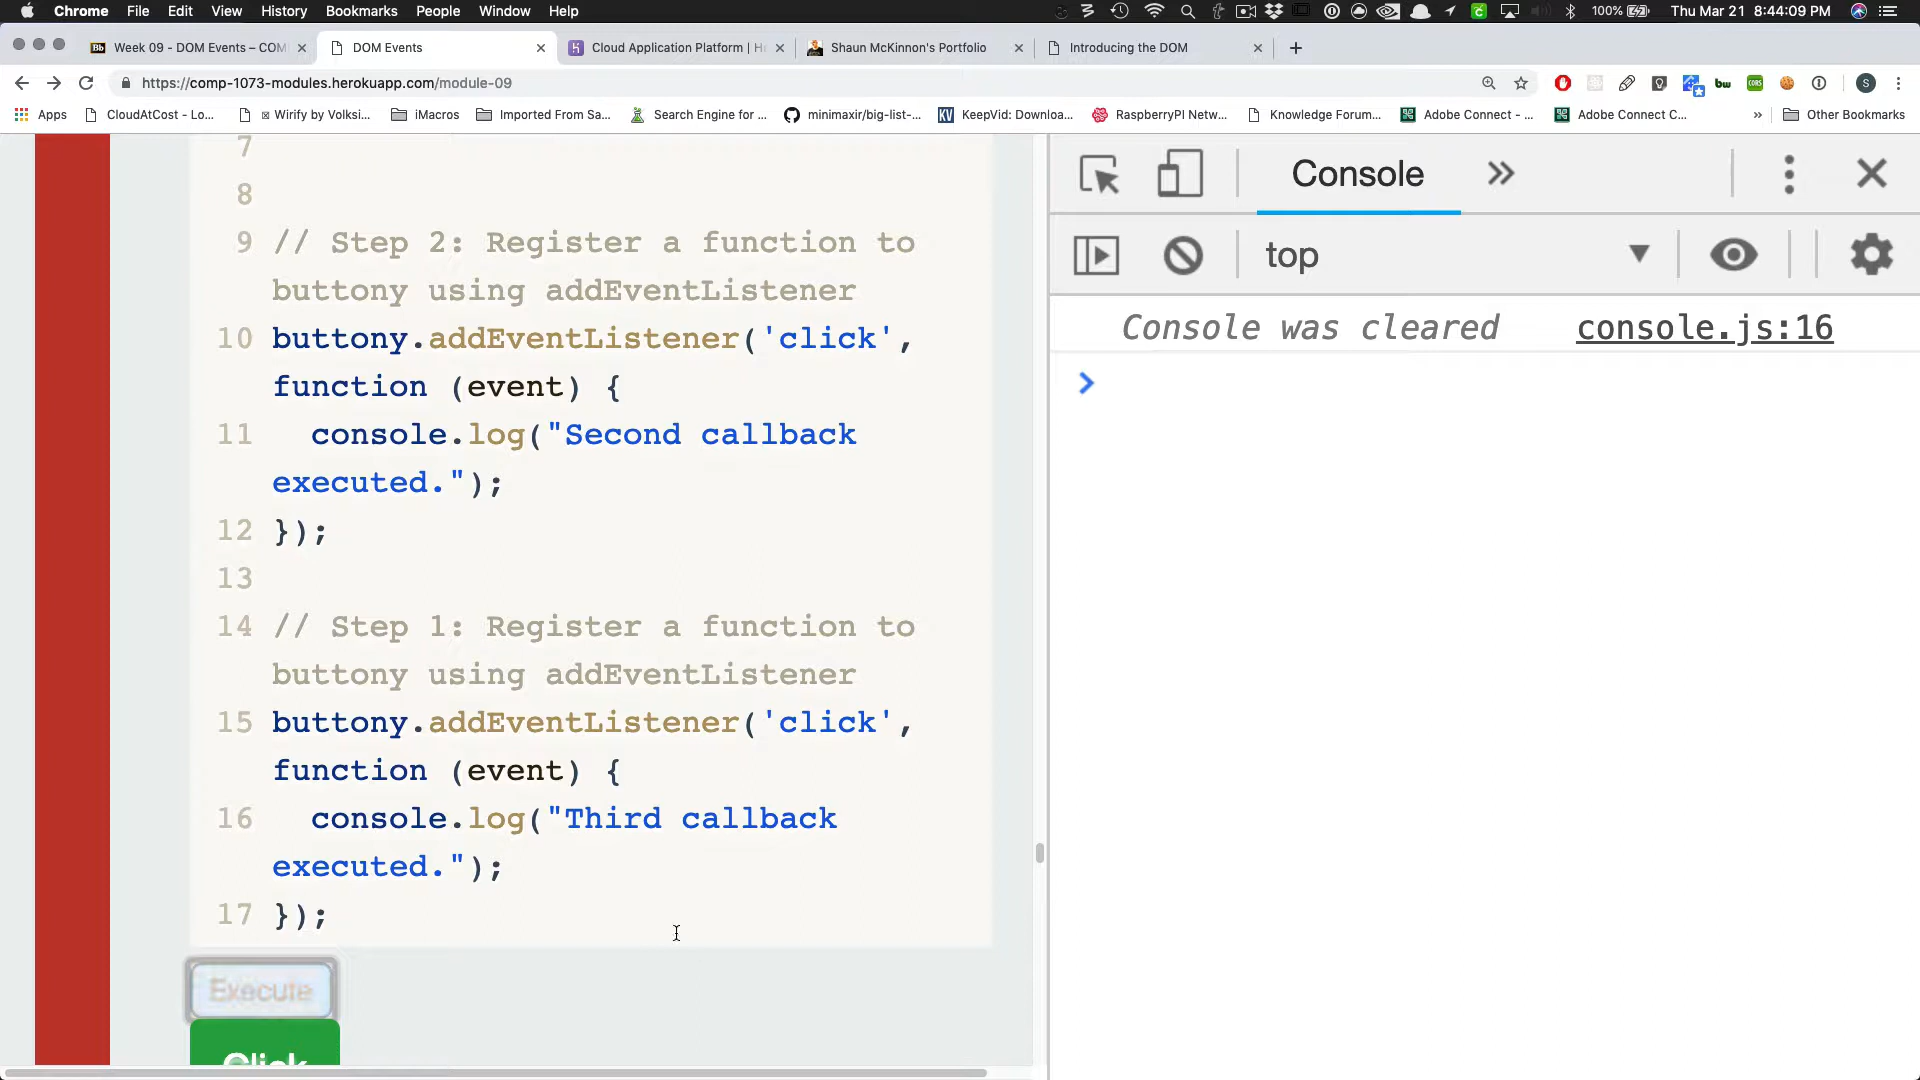 Chrome File Edit View History Bookmarks People Window Help 100% Thu Mar 21 8:44:09 PM
Bb Week 09 - DOM Events – COM DOM Events Cloud Application Platform | H Shaun McKinnon's Portfolio Introducing the DOM
https://comp-1073-modules.herokuapp.com/module-09
Apps CloudAtCost - Lo... Wirify by Volksi... iMacros Imported From Sa... Search Engine for ... minimaxir/big-list-... KeepVid: Downloa... RaspberryPI Netw... Knowledge Forum... Adobe Connect - ... Adobe Connect C... » Other Bookmarks
7
8
9 // Step 2: Register a function to
buttony using addEventListener
10 buttony.addEventListener('click',
function (event) {
11 console.log("Second callback
executed.");
12 });
13
14 // Step 1: Register a function to
buttony using addEventListener
15 buttony.addEventListener('click',
function (event) {
16 console.log("Third callback
executed.");
17 });
Execute
Click
Console
top
Console was cleared console.js:16